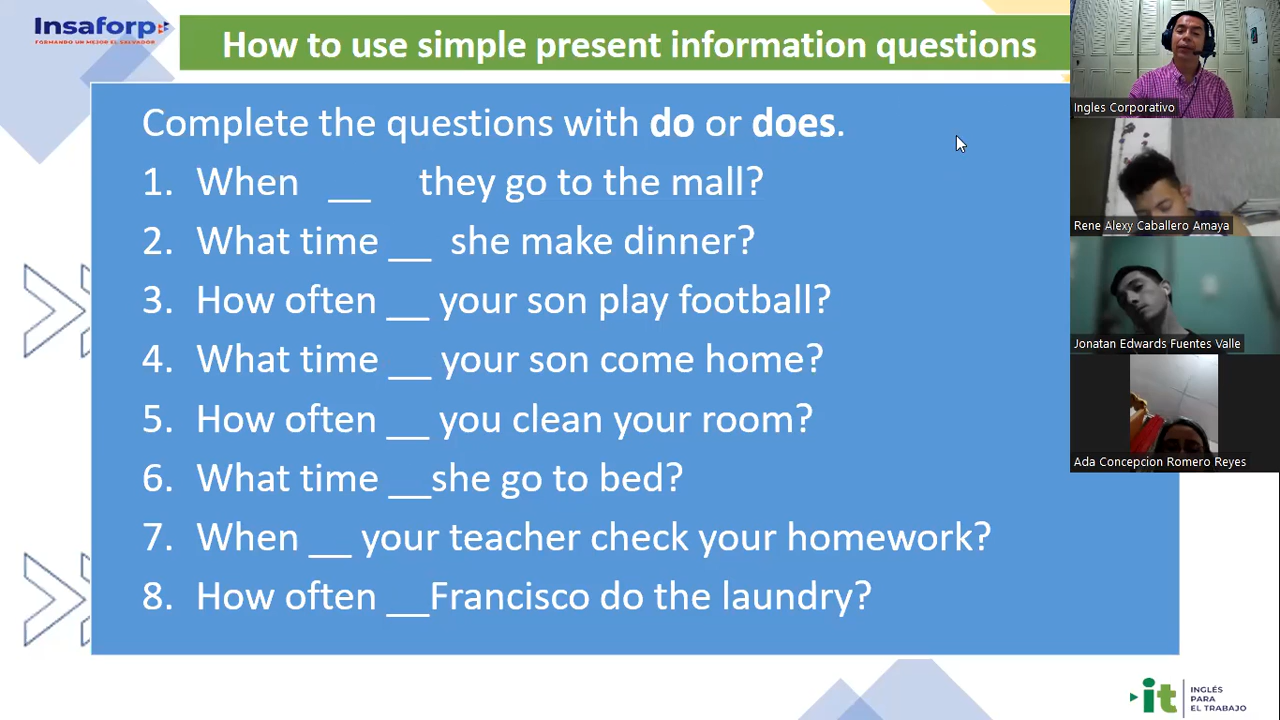 Insaforp
FORMANDO UN MEJOR EL SALVADOR
How to use simple present information questions
Complete the questions with do or does.
1. When __ they go to the mall?
2. What time __ she make dinner?
3. How often __ your son play football?
4. What time __ your son come home?
5. How often __ you clean your room?
6. What time __she go to bed?
7. When __ your teacher check your homework?
8. How often __Francisco do the laundry?
Ingles Corporativo
Rene Alexy Caballero Amaya
Jonatan Edwards Fuentes Valle
Ada Concepcion Romero Reyes
it
INGLÉS
PARA
EL TRABAJO